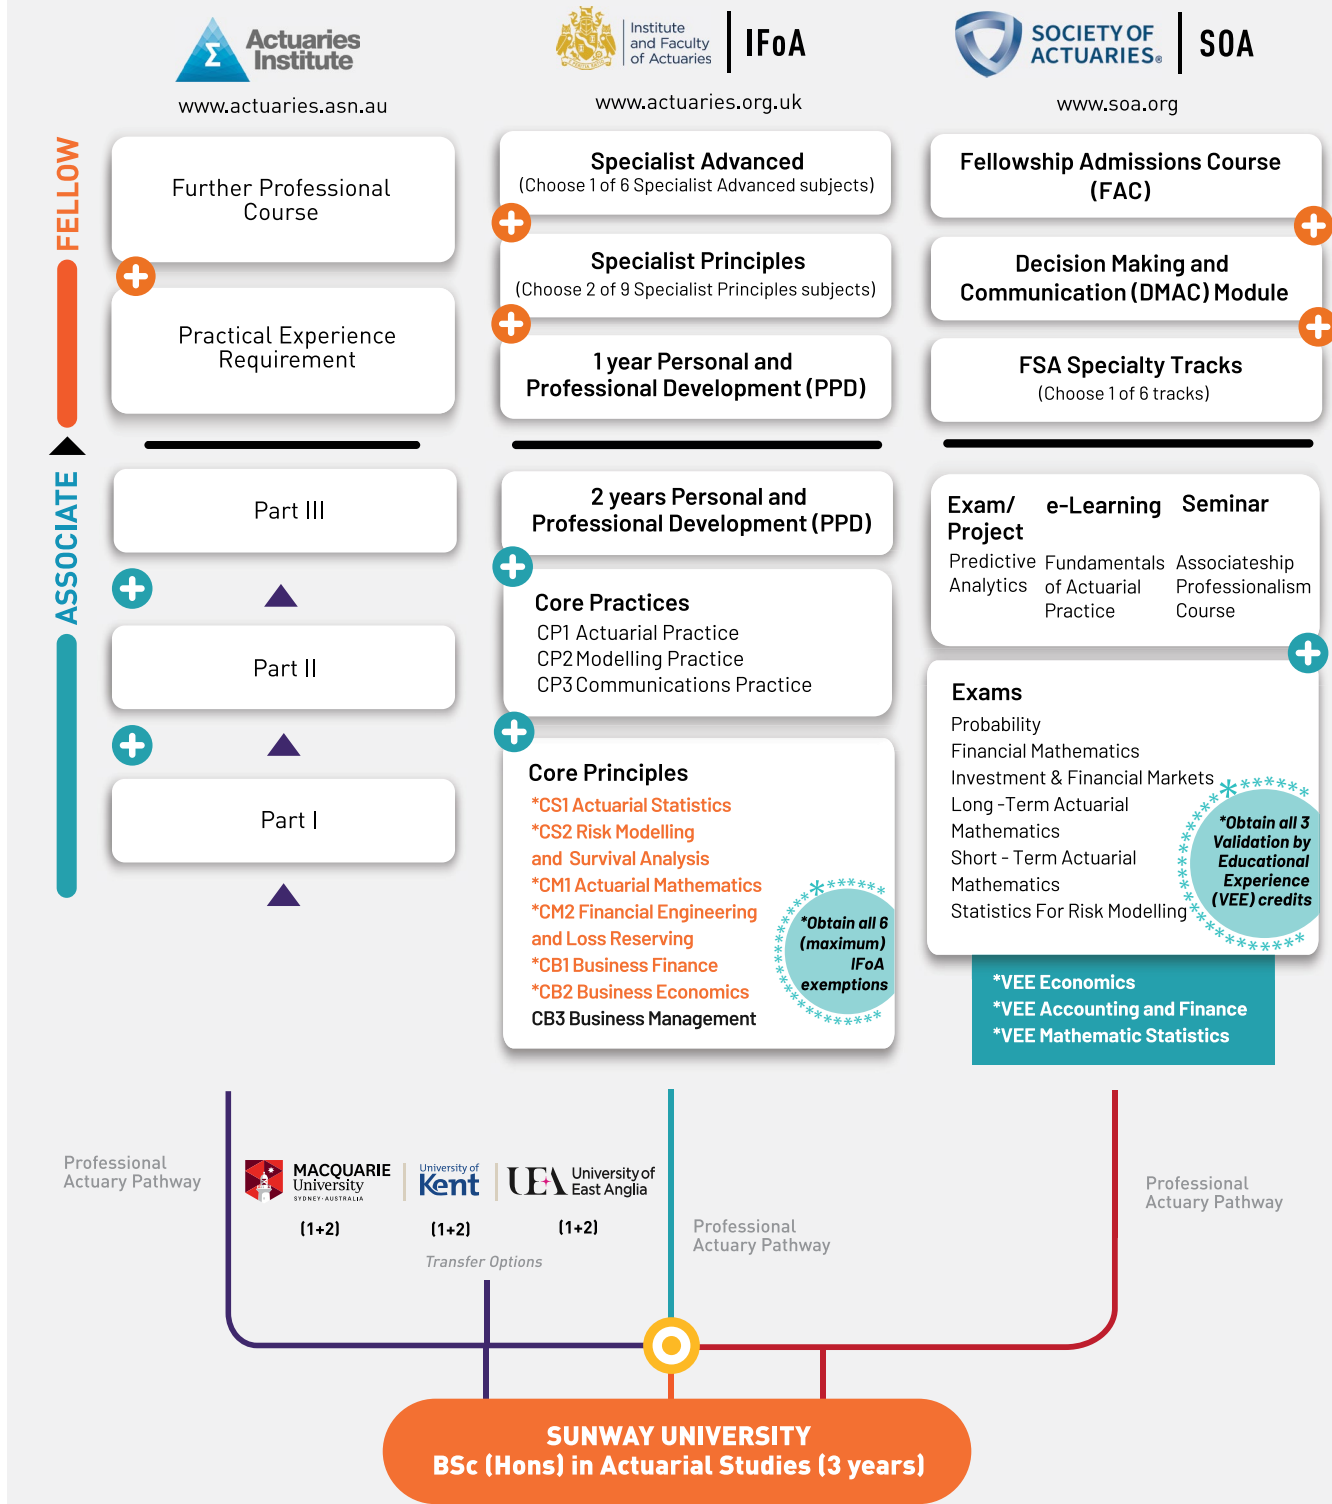 Actuaries
Institute
www.actuaries.asn.au
Institute
and Faculty
of Actuaries
IFoA
www.actuaries.org.uk
SOCIETY OF
ACTUARIES®
SOA
www.soa.org
FELLOW
ASSOCIATE
Further Professional
Course
Practical Experience
Requirement
Part III
Part II
Part I
Specialist Advanced
(Choose 1 of 6 Specialist Advanced subjects)
Specialist Principles
(Choose 2 of 9 Specialist Principles subjects)
1 year Personal and
Professional Development (PPD)
2 years Personal and
Professional Development (PPD)
Core Practices
CP1 Actuarial Practice
CP2 Modelling Practice
CP3 Communications Practice
Core Principles
*CS1 Actuarial Statistics
*CS2 Risk Modelling
and Survival Analysis
*CM1 Actuarial Mathematics
*CM2 Financial Engineering
and Loss Reserving
*CB1 Business Finance
*CB2 Business Economics
CB3 Business Management
*Obtain all 6
(maximum)
IFoA
exemptions
Fellowship Admissions Course
(FAC)
Decision Making and
Communication (DMAC) Module
FSA Specialty Tracks
(Choose 1 of 6 tracks)
Exam/
Project
Predictive
Analytics
e-Learning
Fundamentals
of Actuarial
Practice
Seminar
Associateship
Professionalism
Course
Exams
Probability
Financial Mathematics
Investment & Financial Markets
Long -Term Actuarial
Mathematics
Short - Term Actuarial
Mathematics
Statistics For Risk Modelling
*Obtain all 3
Validation by
Educational
Experience
(VEE) credits
*VEE Economics
*VEE Accounting and Finance
*VEE Mathematic Statistics
Professional
Actuary Pathway
MACQUARIE
University
SYDNEY·AUSTRALIA
(1+2)
University of
Kent
(1+2)
UEA
University of
East Anglia
(1+2)
Transfer Options
Professional
Actuary Pathway
Professional
Actuary Pathway
SUNWAY UNIVERSITY
BSc (Hons) in Actuarial Studies (3 years)